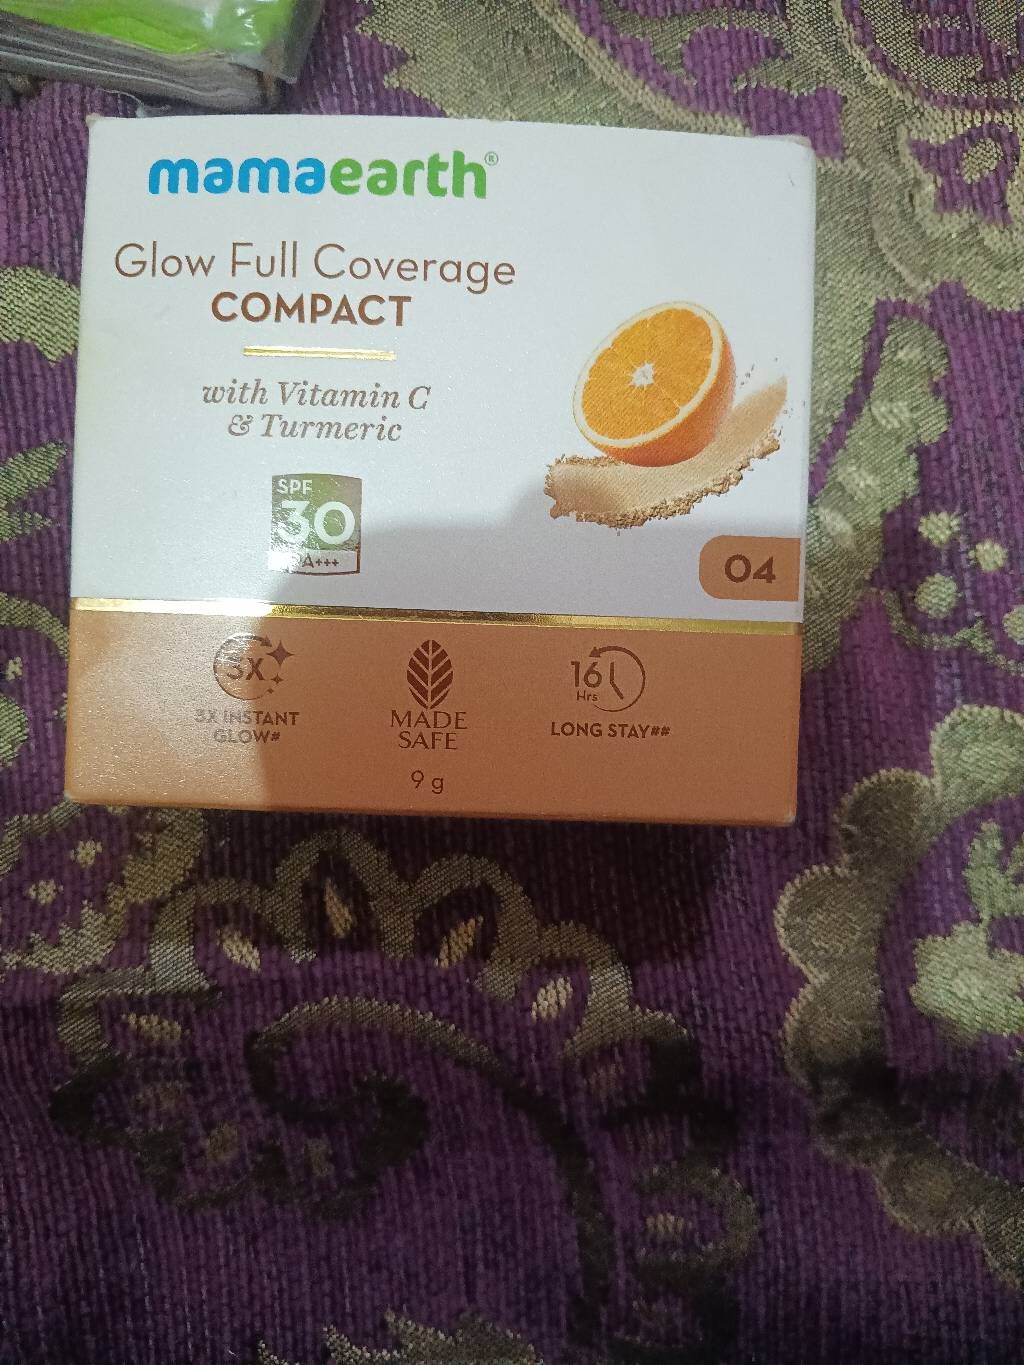 mamaearth®
Glow Full Coverage
COMPACT
with Vitamin C
& Turmeric
SPF
30
PA+++
04
3X
3X INSTANT
GLOW#
MADE
SAFE
16
Hrs
LONG STAY##
9 g